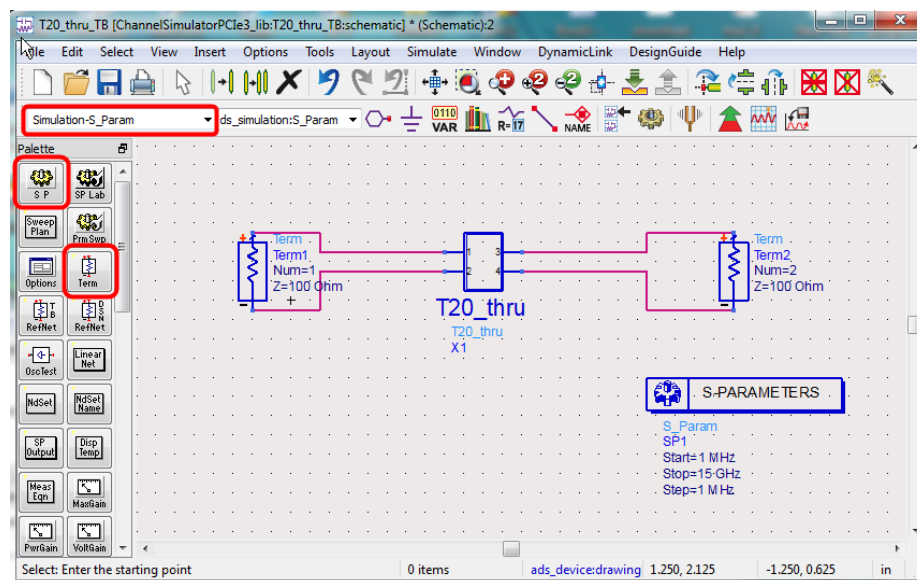 T20_thru_TB [ChannelSimulatorPCIe3_lib:T20_thru_TB:schematic] * (Schematic):2
File Edit Select View Insert Options Tools Layout Simulate Window DynamicLink DesignGuide Help
Simulation-S_Param ds_simulation:S_Param VAR R=17 NAME
Palette
S P SP Lab
Sweep Plan Prm Swp
Options Term
RefNet RefNet
OscTest Linear Net
NdSet NdSet Name
SP Output Disp Temp
Meas Eqn MaxGain
PwrGain VoltGain
Term
Term1
Num=1
Z=100 Ohm
1 3
2 4
T20_thru
T20_thru
X1
Term
Term2
Num=2
Z=100 Ohm
S-PARAMETERS
S_Param
SP1
Start=1 MHz
Stop=15 GHz
Step=1 MHz
Select: Enter the starting point 0 items ads_device:drawing 1.250, 2.125 -1.250, 0.625 in